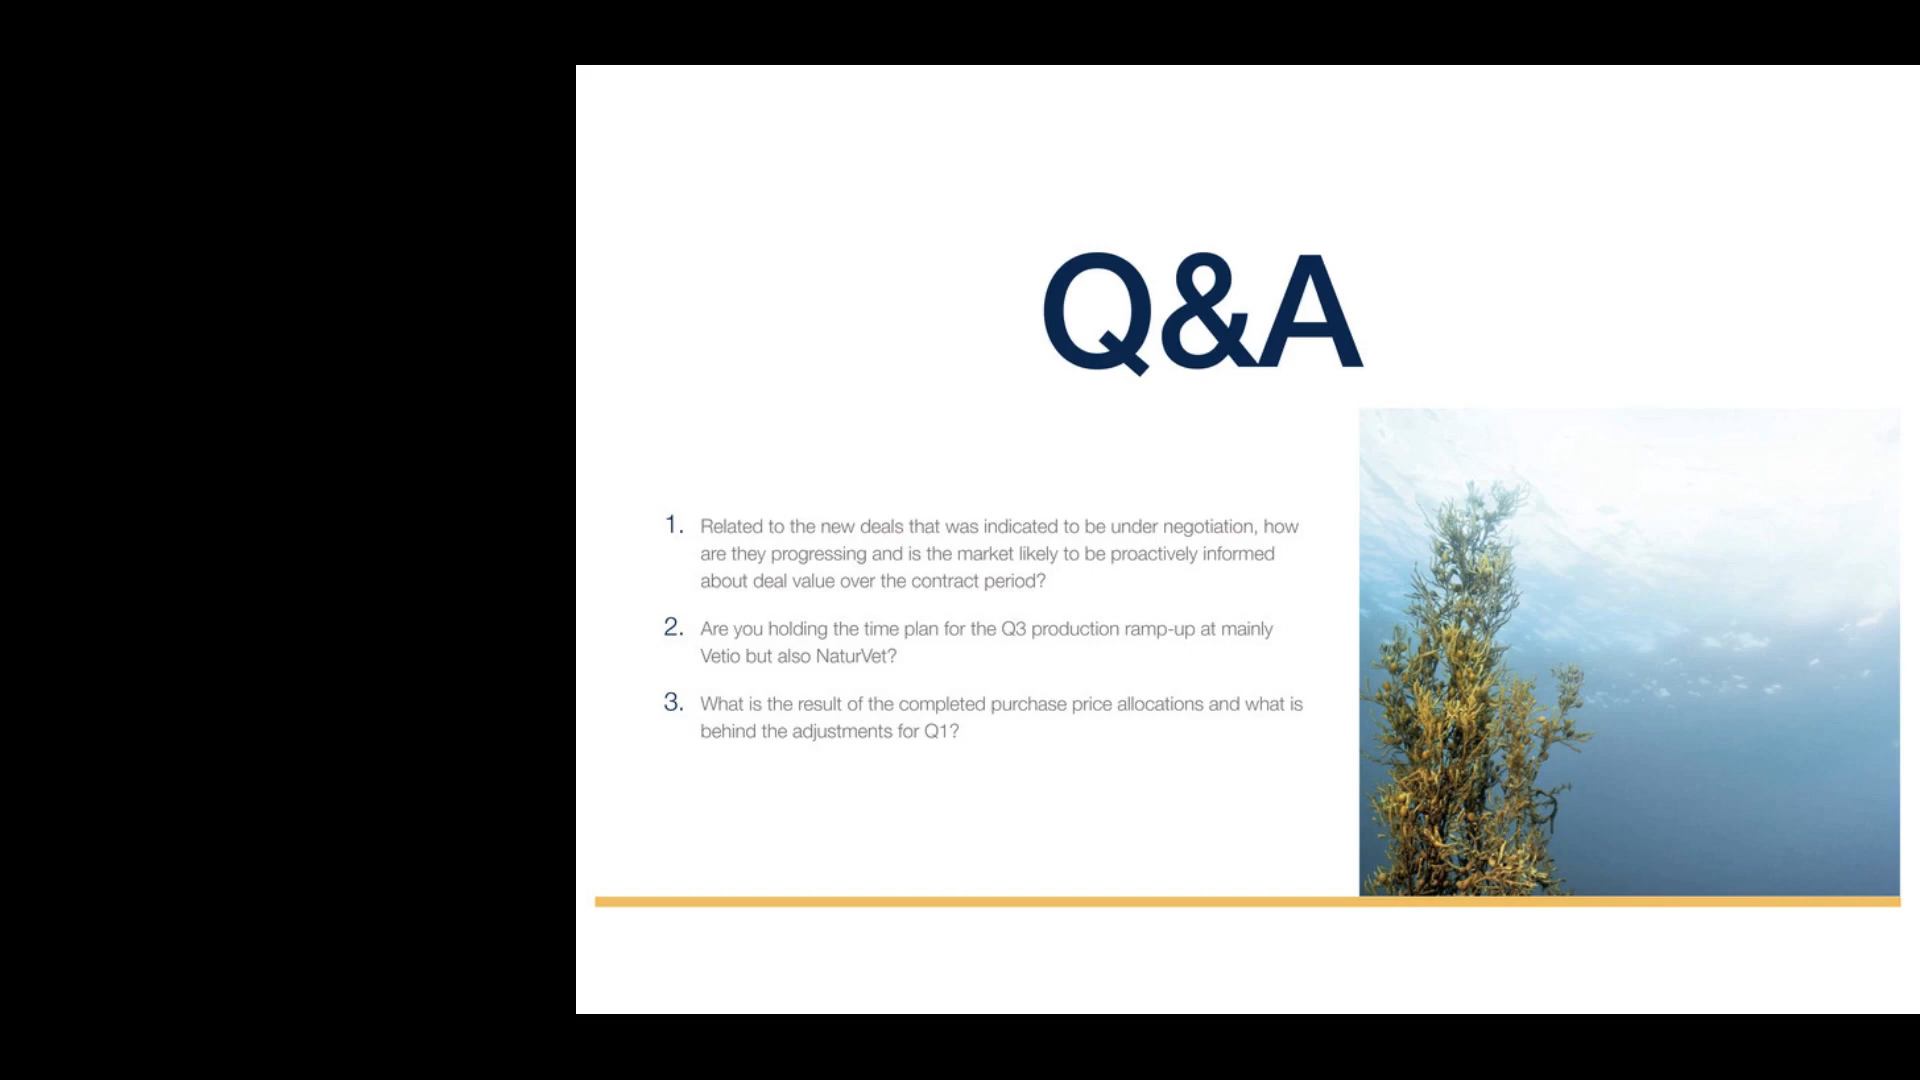 Q&A
1. Related to the new deals that was indicated to be under negotiation, how
are they progressing and is the market likely to be proactively informed
about deal value over the contract period?
2. Are you holding the time plan for the Q3 production ramp-up at mainly
Vetio but also NaturVet?
3. What is the result of the completed purchase price allocations and what is
behind the adjustments for Q1?